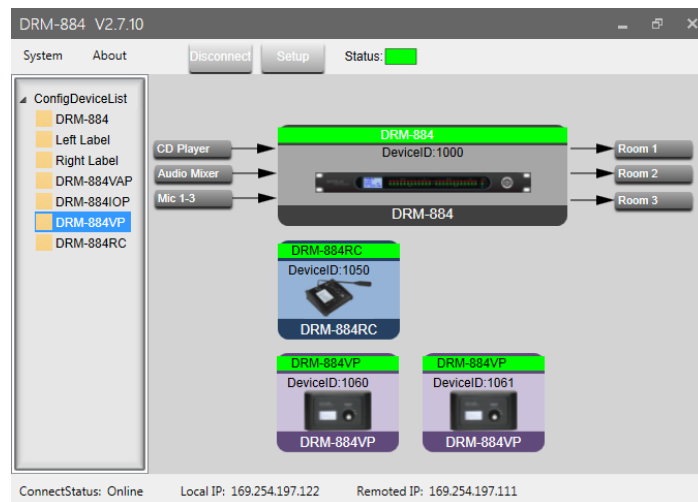 DRM-884 V2.7.10
System About Disconnect Setup Status:
ConfigDeviceList
DRM-884
Left Label
Right Label
DRM-884VAP
DRM-884IOP
DRM-884VP
DRM-884RC
CD Player
Audio Mixer
Mic 1-3
DRM-884
DeviceID:1000
DRM-884
Room 1
Room 2
Room 3
DRM-884RC
DeviceID:1050
DRM-884RC
DRM-884VP
DeviceID:1060
DRM-884VP
DRM-884VP
DeviceID:1061
DRM-884VP
ConnectStatus: Online Local IP: 169.254.197.122 Remoted IP: 169.254.197.111